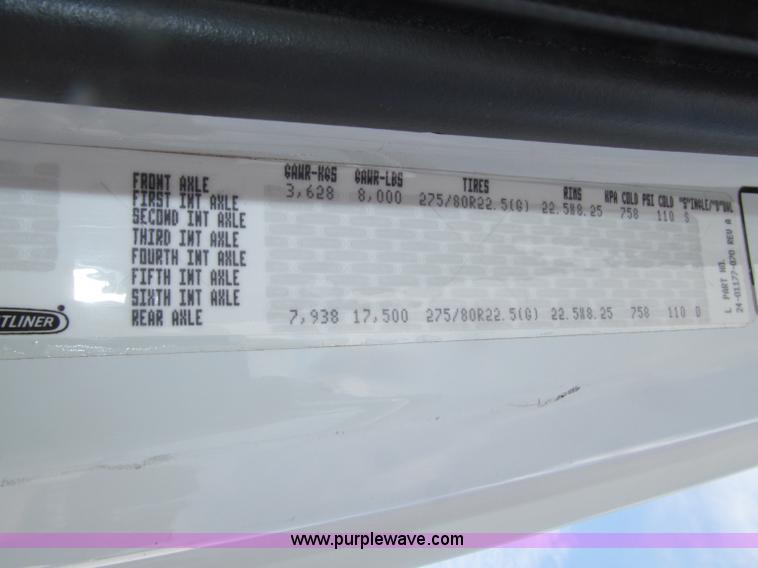 GAWR-KGS GAWR-LBS TIRES RIMS KPA COLD PSI COLD "S"INGLE/"D"UAL
FRONT AXLE 3,628 8,000 275/80R22.5(G) 22.5X8.25 758 110 S
FIRST INT AXLE
SECOND INT AXLE
THIRD INT AXLE
FOURTH INT AXLE
FIFTH INT AXLE
SIXTH INT AXLE
REAR AXLE 7,938 17,500 275/80R22.5(G) 22.5X8.25 758 110 D
L PART NO.
24-01177-070 REV A
TLINER
www.purplewave.com